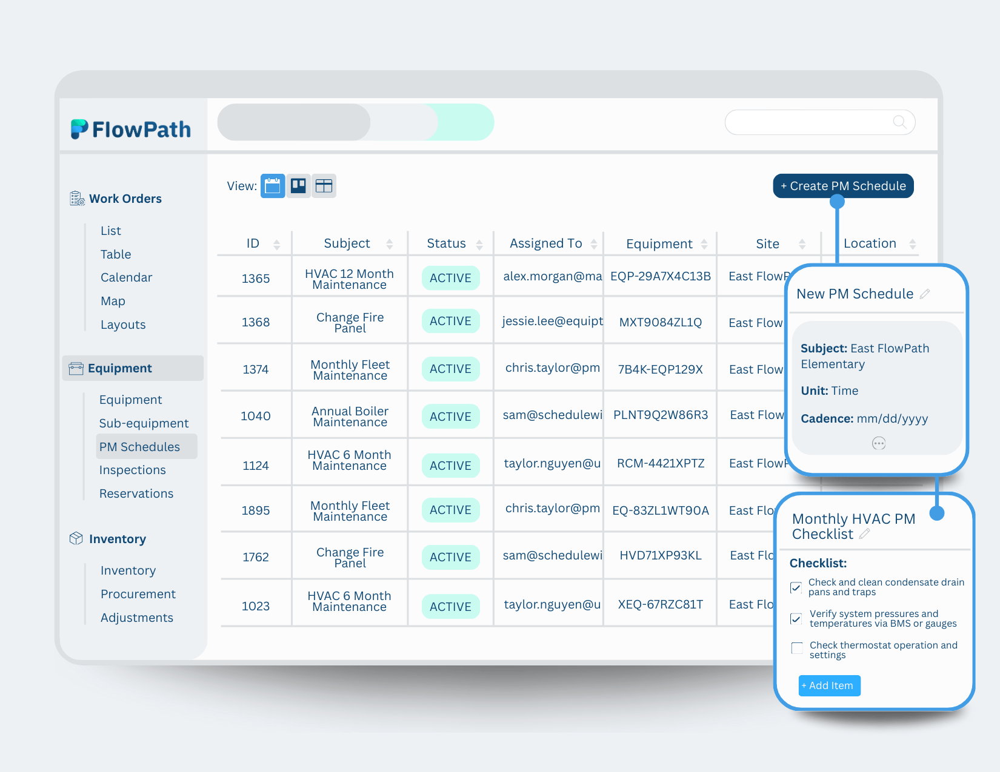 FlowPath
Work Orders
List
Table
Calendar
Map
Layouts
Equipment
Equipment
Sub-equipment
PM Schedules
Inspections
Reservations
Inventory
Inventory
Procurement
Adjustments
View:
+ Create PM Schedule
ID Subject Status Assigned To Equipment Site Location
1365 HVAC 12 Month Maintenance ACTIVE alex.morgan@ma EQP-29A7X4C13B East FlowP
1368 Change Fire Panel ACTIVE jessie.lee@equipt MXT9084ZL1Q East Flow
1374 Monthly Fleet Maintenance ACTIVE chris.taylor@pm 7B4K-EQP129X East Flow
1040 Annual Boiler Maintenance ACTIVE sam@schedulewi PLNT9Q2W86R3 East Flow
1124 HVAC 6 Month Maintenance ACTIVE taylor.nguyen@u RCM-4421XPTZ East FlowP
1895 Monthly Fleet Maintenance ACTIVE chris.taylor@pm EQ-83ZL1WT90A East Flo
1762 Change Fire Panel ACTIVE sam@schedulewi HVD71XP93KL East Flo
1023 HVAC 6 Month Maintenance ACTIVE taylor.nguyen@u XEQ-67RZC81T East Flo
New PM Schedule
Subject: East FlowPath
Elementary
Unit: Time
Cadence: mm/dd/yyyy
Monthly HVAC PM
Checklist
Checklist:
Check and clean condensate drain
pans and traps
Verify system pressures and
temperatures via BMS or gauges
Check thermostat operation and
settings
+ Add Item